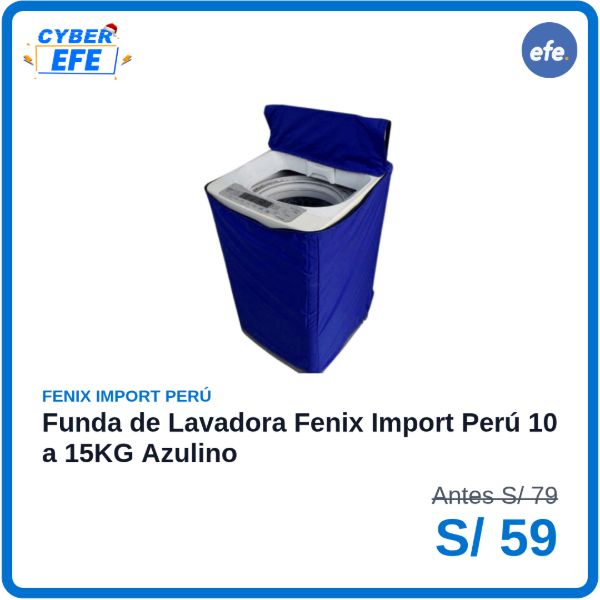 CYBER
EFE
efe.
FENIX IMPORT PERÚ
Funda de Lavadora Fenix Import Perú 10
a 15KG Azulino
Antes S/ 79
S/ 59